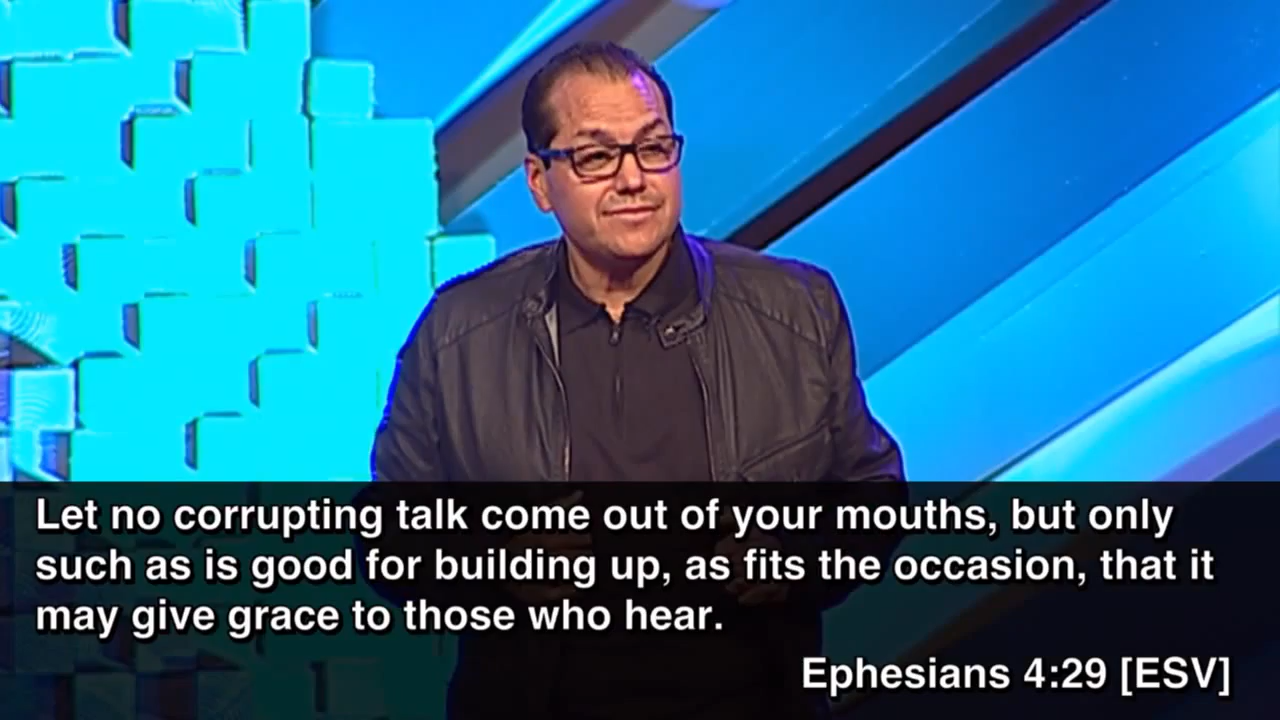 Let no corrupting talk come out of your mouths, but only
such as is good for building up, as fits the occasion, that it
may give grace to those who hear.
Ephesians 4:29 [ESV]